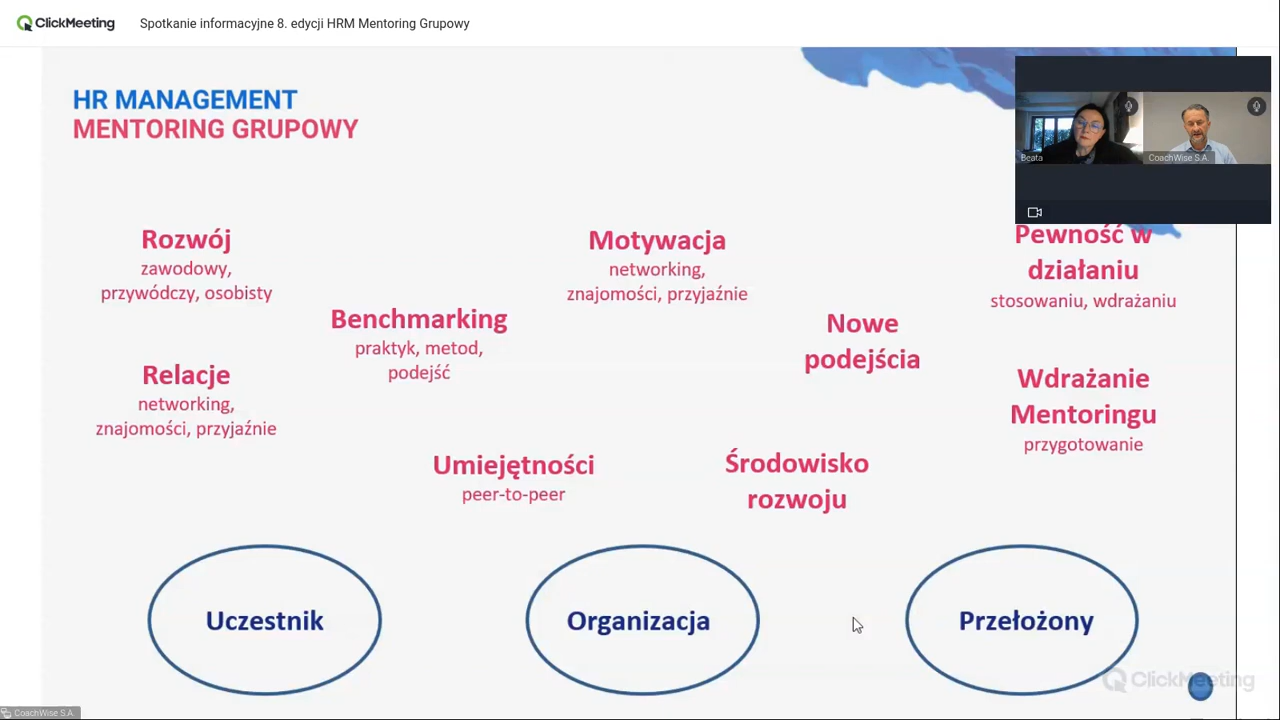 ClickMeeting
Spotkanie informacyjne 8. edycji HRM Mentoring Grupowy
HR MANAGEMENT
MENTORING GRUPOWY
Beata
CoachWise S.A.
Rozwój
zawodowy,
przywódczy, osobisty
Motywacja
networking,
znajomości, przyjaźnie
Pewność w
działaniu
stosowaniu, wdrażaniu
Benchmarking
praktyk, metod,
podejść
Nowe
podejścia
Relacje
networking,
znajomości, przyjaźnie
Wdrażanie
Mentoringu
przygotowanie
Umiejętności
peer-to-peer
Środowisko
rozwoju
Uczestnik
Organizacja
Przełożony
ClickMeeting
CoachWise S.A.